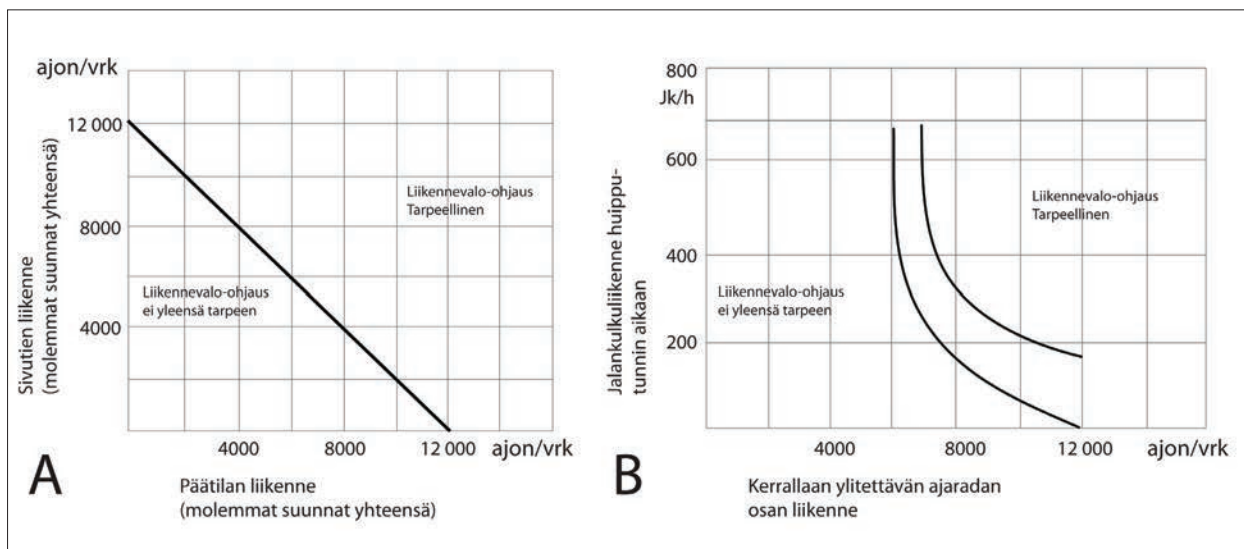 ajon/vrk
12 000
8000
4000
Sivutien liikenne
(molemmat suunnat yhteensä)
Liikennevalo-ohjaus
Tarpeellinen
Liikennevalo-ohjaus
ei yleensä tarpeen
4000
8000
12 000
ajon/vrk
A
Päätilan liikenne
(molemmat suunnat yhteensä)
800
Jk/h
600
400
200
Jalankulkuliikenne huippu-
tunnin aikaan
Liikennevalo-ohjaus
Tarpeellinen
Liikennevalo-ohjaus
ei yleensä tarpeen
4000
8000
12 000
ajon/vrk
B
Kerrallaan ylitettävän ajaradan
osan liikenne